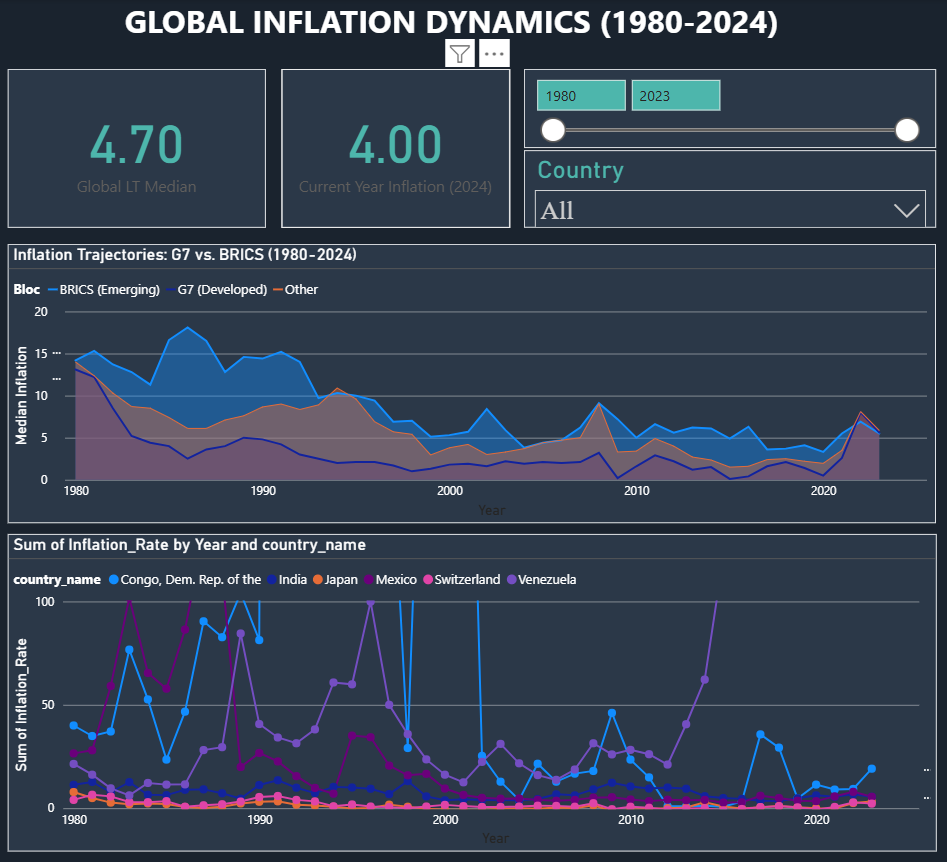 GLOBAL INFLATION DYNAMICS (1980-2024)
4.70
Global LT Median
4.00
Current Year Inflation (2024)
1980
2023
Country
All
Inflation Trajectories: G7 vs. BRICS (1980-2024)
Bloc BRICS (Emerging) G7 (Developed) Other
Median Inflation
20
15
10
5
0
1980 1990 2000 2010 2020
Year
Sum of Inflation_Rate by Year and country_name
country_name Congo, Dem. Rep. of the India Japan Mexico Switzerland Venezuela
Sum of Inflation_Rate
100
50
0
1980 1990 2000 2010 2020
Year